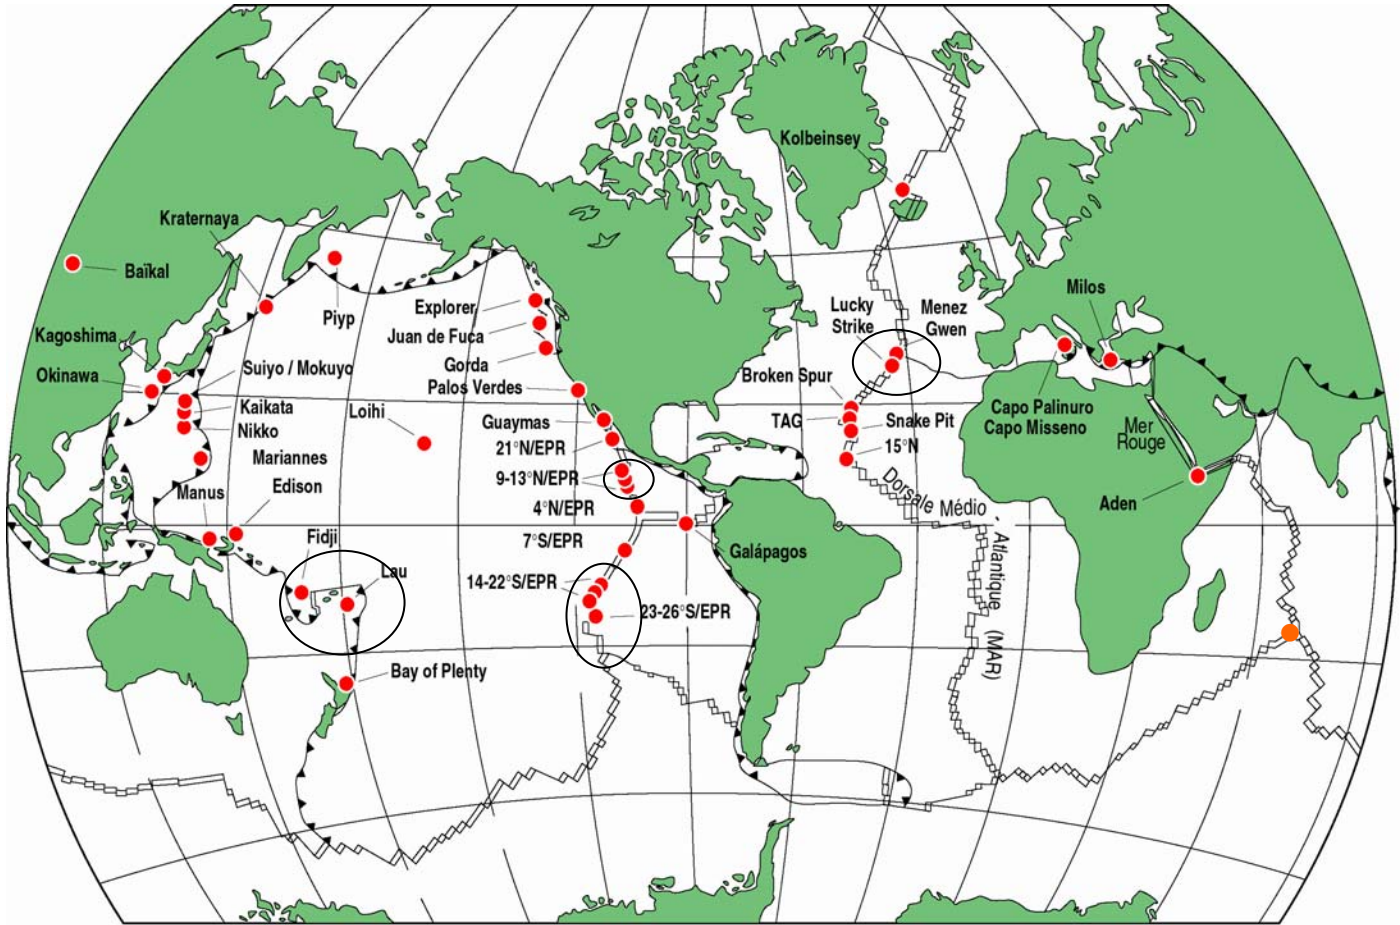 Kolbeinsey
Kraternaya
Baïkal
Piyp
Explorer
Juan de Fuca
Gorda
Palos Verdes
Kagoshima
Okinawa
Suiyo / Mokuyo
Kaikata
Nikko
Mariannes
Manus
Edison
Loihi
Guaymas
21°N/EPR
9-13°N/EPR
4°N/EPR
7°S/EPR
14-22°S/EPR
23-26°S/EPR
Galápagos
Fidji
Lau
Bay of Plenty
Lucky
Strike
Menez
Gwen
Broken Spur
TAG
Snake Pit
15°N
Dorsale Médio -
Atlantique (MAR)
Milos
Capo Palinuro
Capo Misseno
Mer
Rouge
Aden